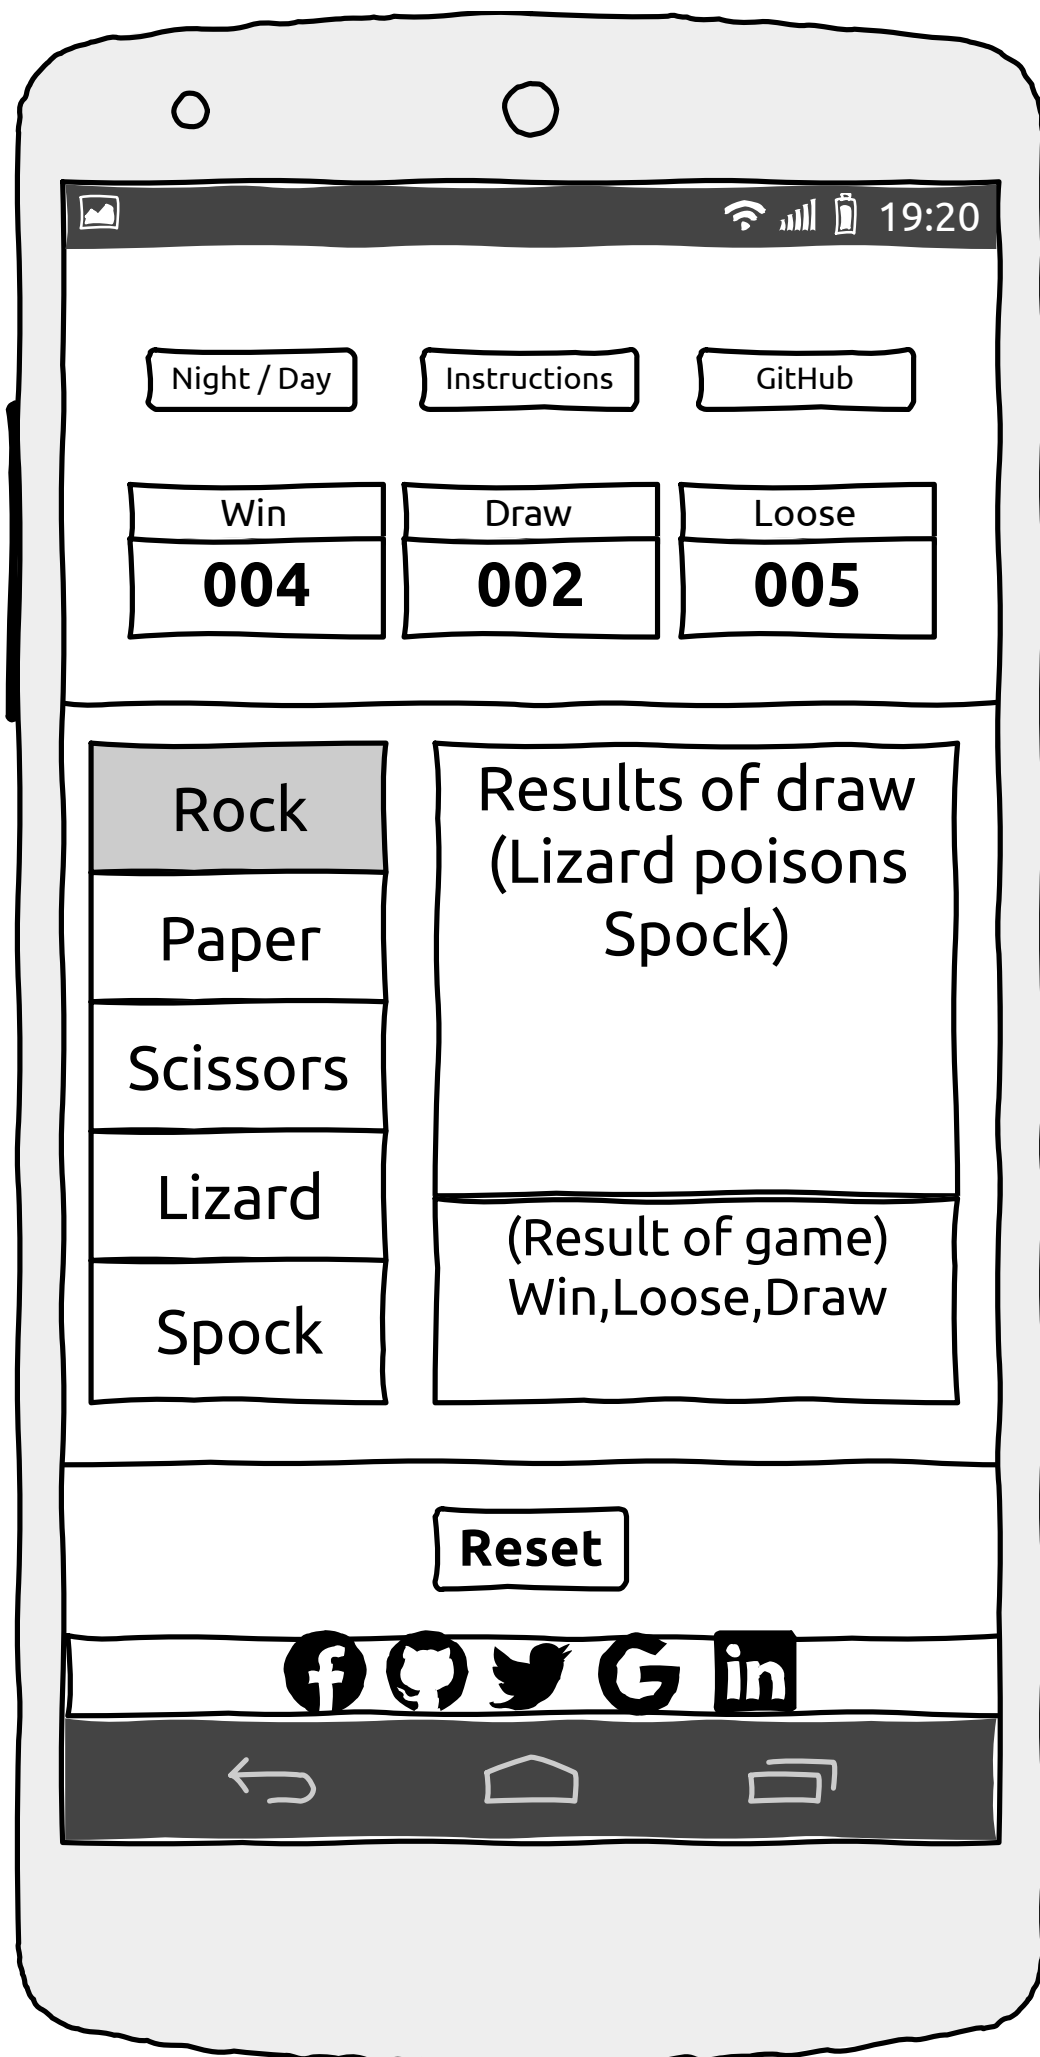 19:20
Night / Day
Instructions
GitHub
Win
Draw
Loose
004
002
005
Rock
Paper
Scissors
Lizard
Spock
Results of draw
(Lizard poisons
Spock)
(Result of game)
Win,Loose,Draw
Reset
f
G
in